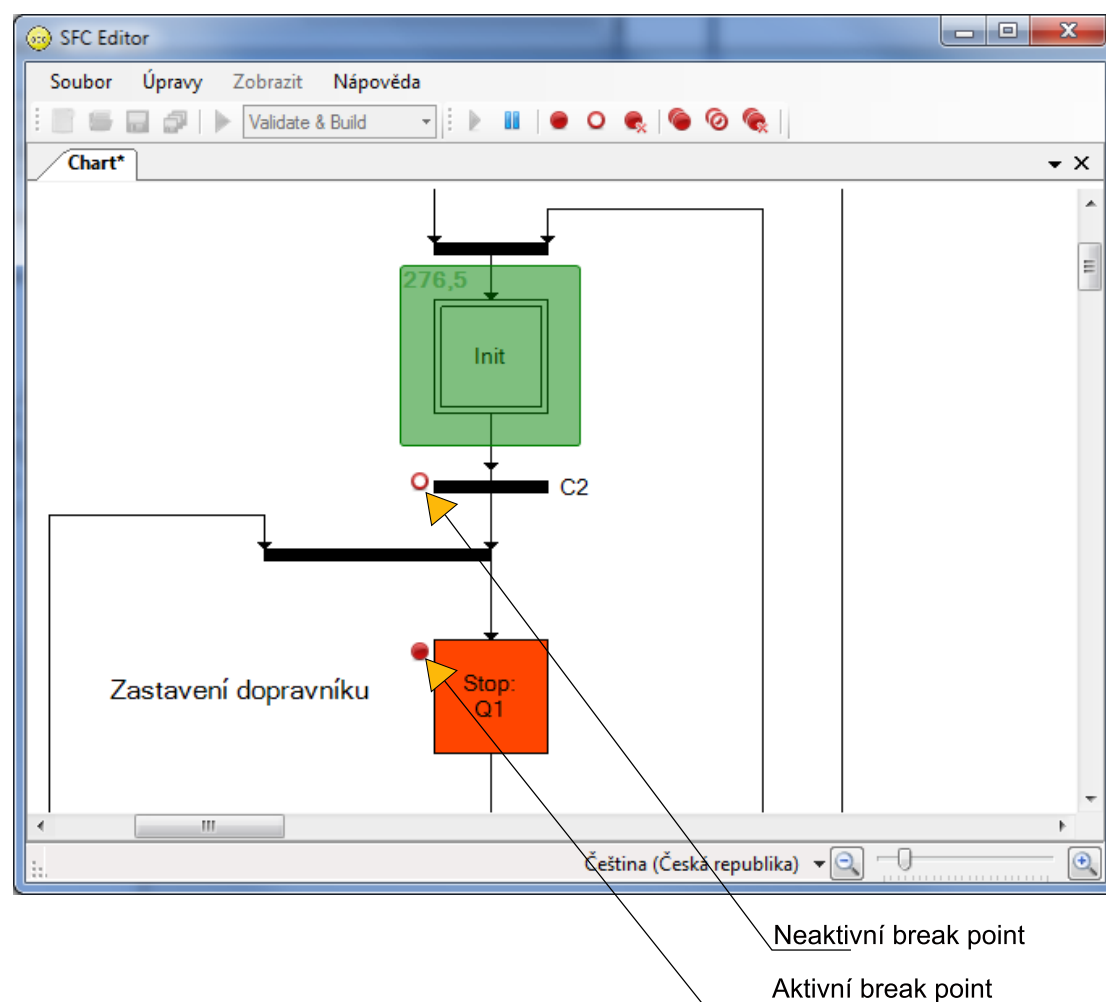 SFC Editor
Soubor Úpravy Zobrazit Nápověda
Validate & Build
Chart*
276,5
Init
C2
Zastavení dopravníku
Stop:
Q1
Čeština (Česká republika)
Neaktivní break point
Aktivní break point